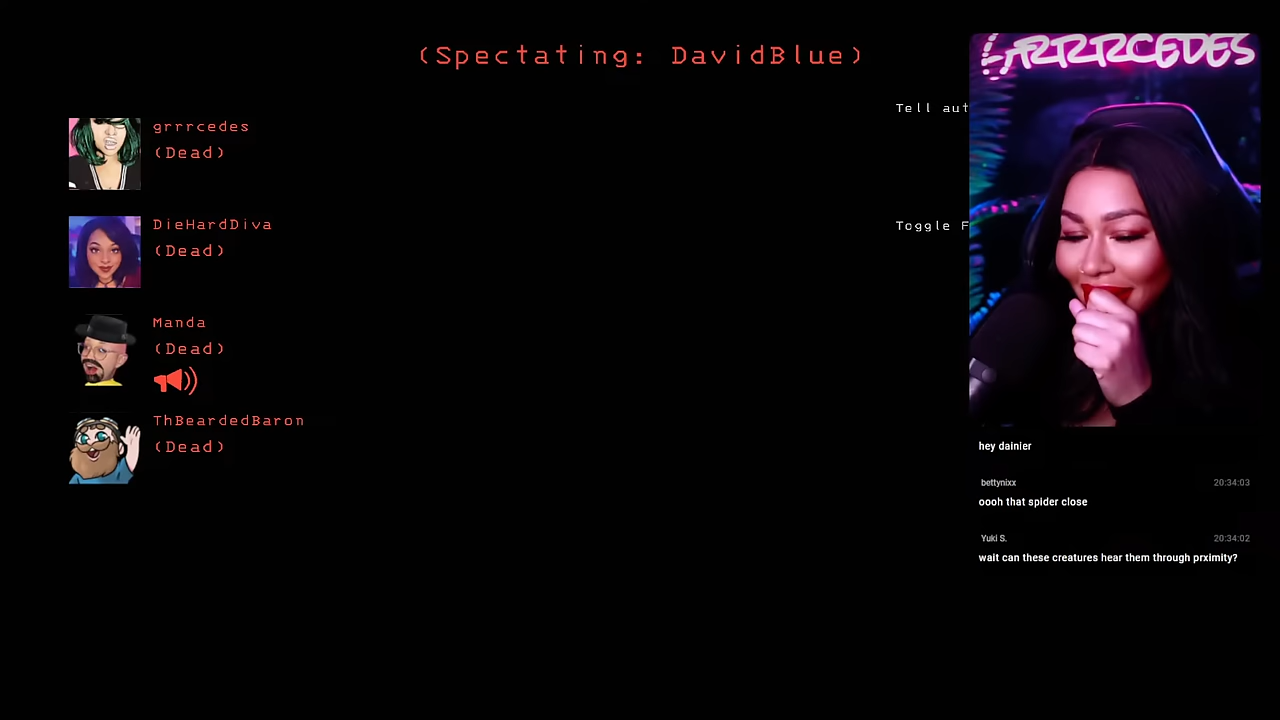 (Spectating: DavidBlue)
grrrcedes
(Dead)
DieHardDiva
(Dead)
Manda
(Dead)
ThBeardedBaron
(Dead)
Tell aut
Toggle F
hey dainier
bettynixx 20:34:03
oooh that spider close
Yuki S. 20:34:02
wait can these creatures hear them through prximity?